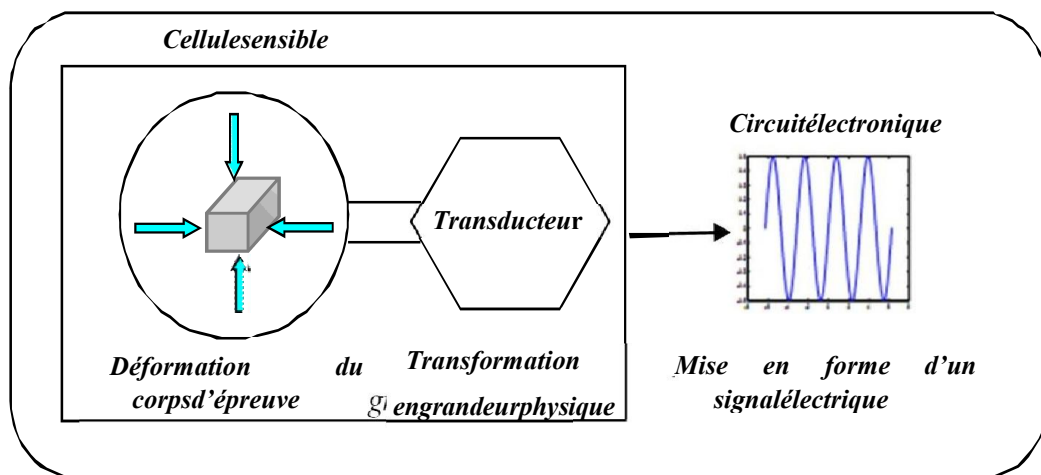 Cellulesensible
Circuitélectronique
Transducteur
Déformation du
corpsd'épreuve
Transformation
engrandeurphysique
Mise en forme d'un
signalélectrique